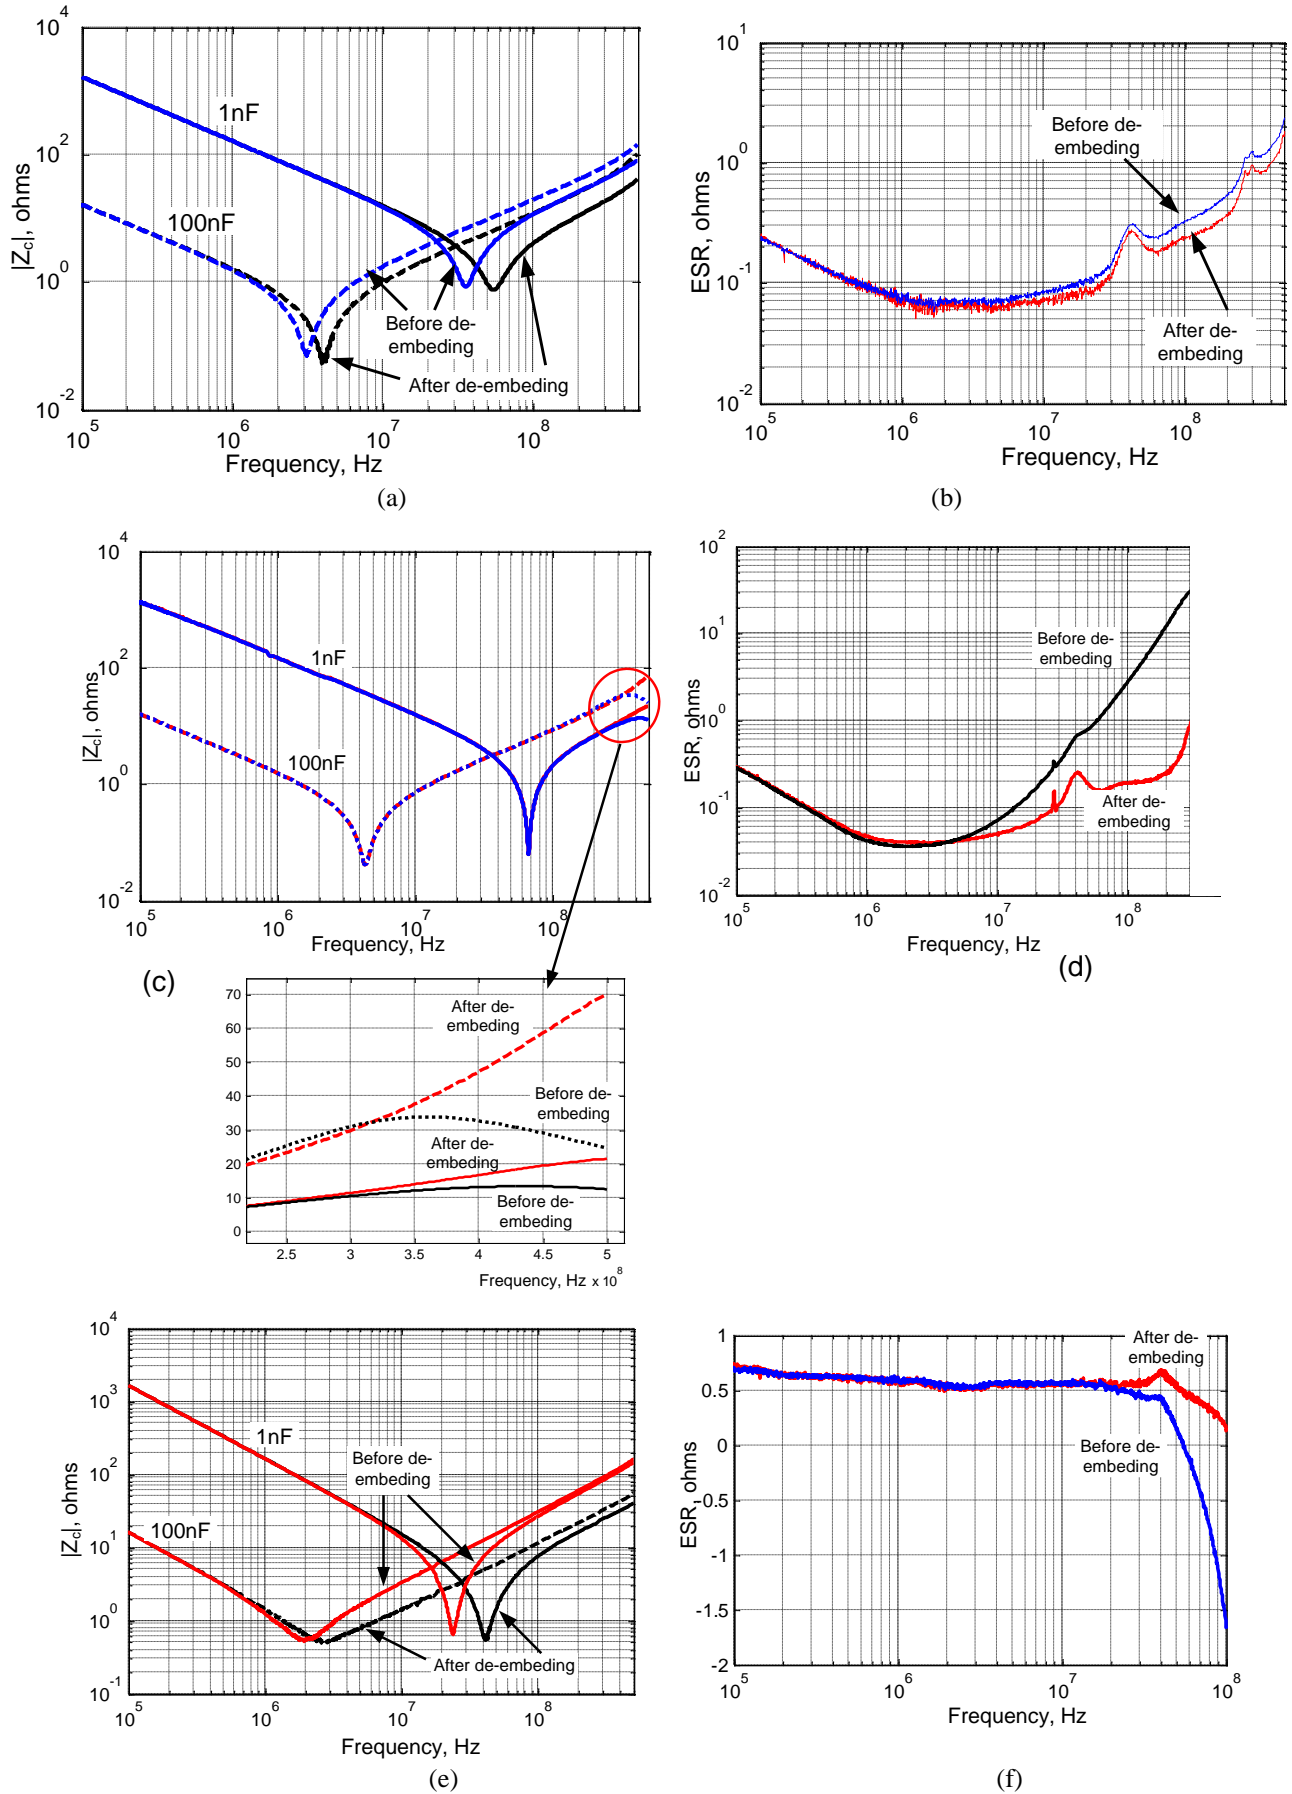 10^4
10^2
10^0
10^-2
|Z_c|, ohms
1nF
100nF
Before de-
embeding
After de-embeding
10^5
10^6
10^7
10^8
Frequency, Hz
(a)
10^1
10^0
10^-1
10^-2
ESR, ohms
Before de-
embeding
After de-
embeding
10^5
10^6
10^7
10^8
Frequency, Hz
(b)
10^4
10^2
10^0
10^-2
|Z_c|, ohms
1nF
100nF
10^5
10^6
10^7
10^8
Frequency, Hz
(c)
10^2
10^1
10^0
10^-1
10^-2
ESR, ohms
Before de-
embeding
After de-
embeding
10^5
10^6
10^7
10^8
Frequency, Hz
(d)
70
60
50
40
30
20
10
0
After de-
embeding
Before de-
embeding
After de-
embeding
Before de-
embeding
2.5
3
3.5
4
4.5
5
Frequency, Hz x 10^8
10^4
10^3
10^2
10^1
10^0
10^-1
|Z_c|, ohms
1nF
100nF
Before de-
embeding
After de-embeding
10^5
10^6
10^7
10^8
Frequency, Hz
(e)
1
0.5
0
-0.5
-1
-1.5
-2
ESR, ohms
After de-
embeding
Before de-
embeding
10^5
10^6
10^7
10^8
Frequency, Hz
(f)